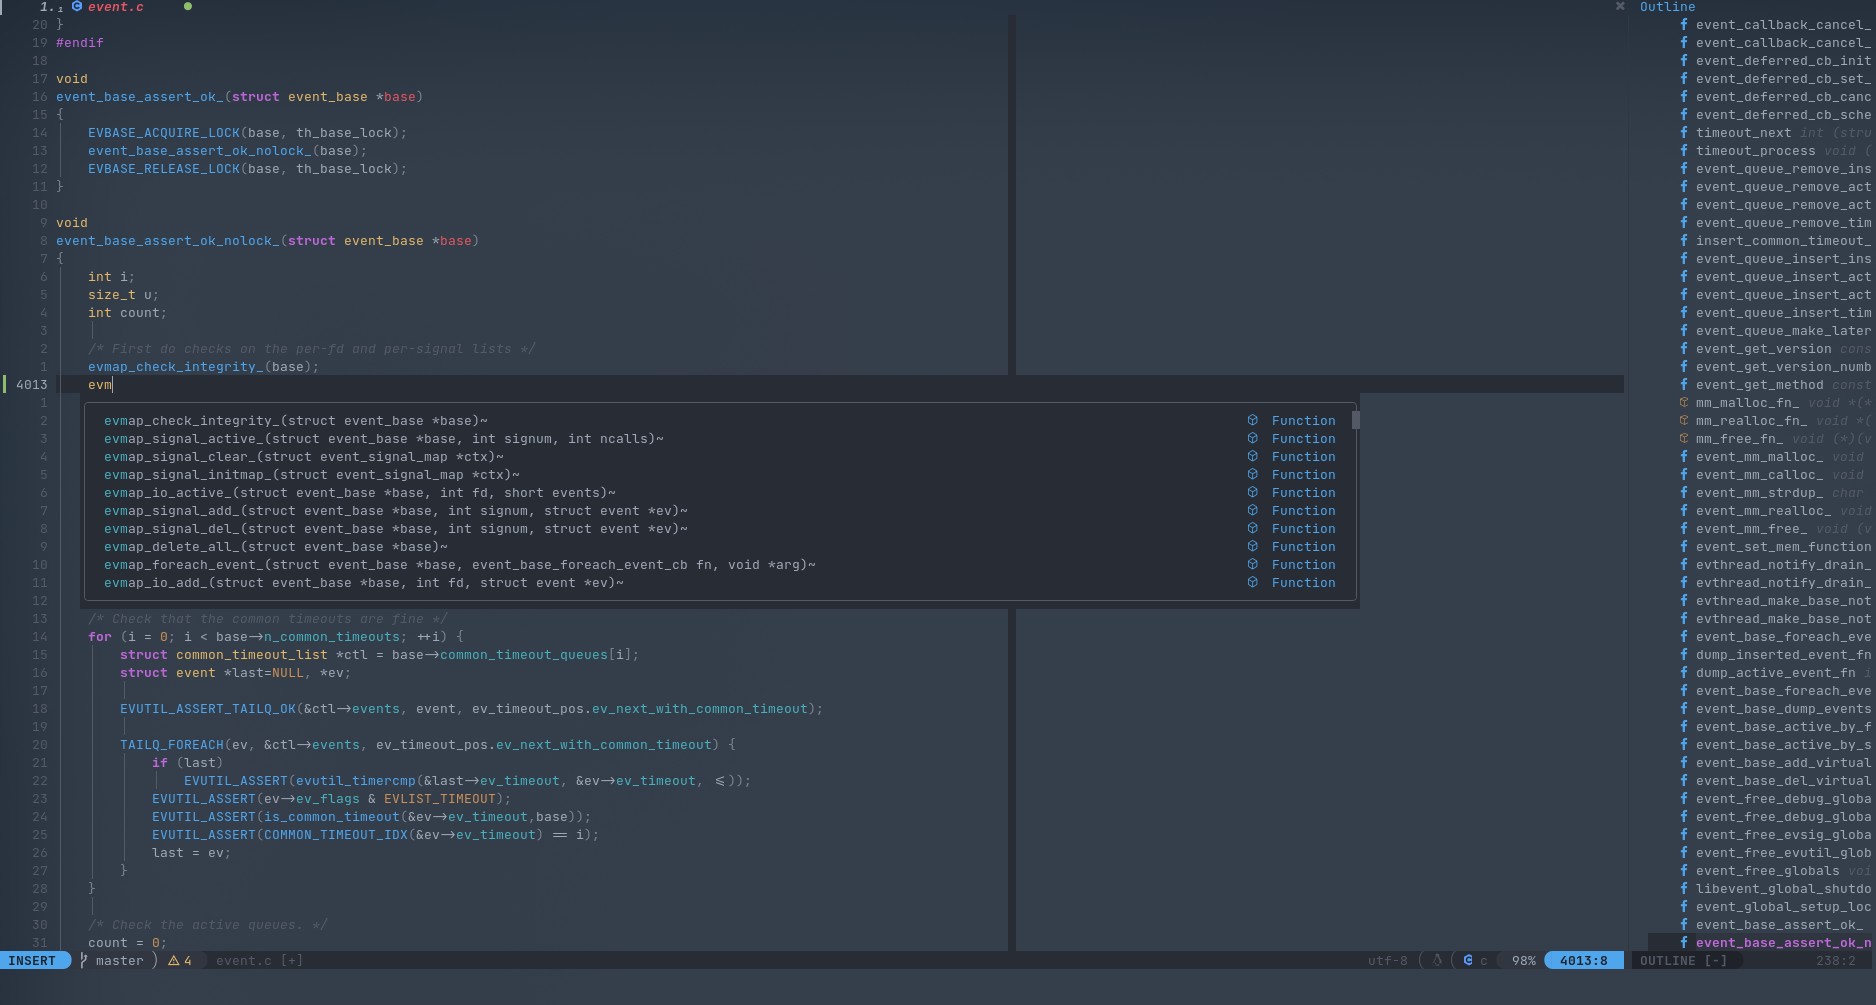 1. 1 event.c ● ✖ Outline
20 }
19 #endif
18
17 void
16 event_base_assert_ok_(struct event_base *base)
15 {
14 EVBASE_ACQUIRE_LOCK(base, th_base_lock);
13 event_base_assert_ok_nolock_(base);
12 EVBASE_RELEASE_LOCK(base, th_base_lock);
11 }
10
9 void
8 event_base_assert_ok_nolock_(struct event_base *base)
7 {
6 int i;
5 size_t u;
4 int count;
3
2 /* First do checks on the per-fd and per-signal lists */
1 evmap_check_integrity_(base);
4013 evm
1
2 evmap_check_integrity_(struct event_base *base)~ Function
3 evmap_signal_active_(struct event_base *base, int signum, int ncalls)~ Function
4 evmap_signal_clear_(struct event_signal_map *ctx)~ Function
5 evmap_signal_initmap_(struct event_signal_map *ctx)~ Function
6 evmap_io_active_(struct event_base *base, int fd, short events)~ Function
7 evmap_signal_add_(struct event_base *base, int signum, struct event *ev)~ Function
8 evmap_signal_del_(struct event_base *base, int signum, struct event *ev)~ Function
9 evmap_delete_all_(struct event_base *base)~ Function
10 evmap_foreach_event_(struct event_base *base, event_base_foreach_event_cb fn, void *arg)~ Function
11 evmap_io_add_(struct event_base *base, int fd, struct event *ev)~ Function
12
13 /* Check that the common timeouts are fine */
14 for (i = 0; i < base->n_common_timeouts; ++i) {
15 struct common_timeout_list *ctl = base->common_timeout_queues[i];
16 struct event *last=NULL, *ev;
17
18 EVUTIL_ASSERT_TAILQ_OK(&ctl->events, event, ev_timeout_pos.ev_next_with_common_timeout);
19
20 TAILQ_FOREACH(ev, &ctl->events, ev_timeout_pos.ev_next_with_common_timeout) {
21 if (last)
22 EVUTIL_ASSERT(evutil_timercmp(&last->ev_timeout, &ev->ev_timeout, <=));
23 EVUTIL_ASSERT(ev->ev_flags & EVLIST_TIMEOUT);
24 EVUTIL_ASSERT(is_common_timeout(&ev->ev_timeout,base));
25 EVUTIL_ASSERT(COMMON_TIMEOUT_IDX(&ev->ev_timeout) == i);
26 last = ev;
27 }
28 }
29
30 /* Check the active queues. */
31 count = 0;
INSERT master ) ⚠ 4 event.c [+] utf-8 c 98% 4013:8
f event_callback_cancel_
f event_callback_cancel_
f event_deferred_cb_init
f event_deferred_cb_set_
f event_deferred_cb_canc
f event_deferred_cb_sche
f timeout_next int (stru
f timeout_process void (
f event_queue_remove_ins
f event_queue_remove_act
f event_queue_remove_act
f event_queue_remove_tim
f insert_common_timeout_
f event_queue_insert_ins
f event_queue_insert_act
f event_queue_insert_act
f event_queue_insert_tim
f event_queue_make_later
f event_get_version cons
f event_get_version_numb
f event_get_method const
mm_malloc_fn_ void *(*
mm_realloc_fn_ void *(
mm_free_fn_ void (*)(v
f event_mm_malloc_ void
f event_mm_calloc_ void
f event_mm_strdup_ char
f event_mm_realloc_ void
f event_mm_free_ void (v
f event_set_mem_function
f evthread_notify_drain_
f evthread_notify_drain_
f evthread_make_base_not
f evthread_make_base_not
f event_base_foreach_eve
f dump_inserted_event_fn
f dump_active_event_fn i
f event_base_foreach_eve
f event_base_dump_events
f event_base_active_by_f
f event_base_active_by_s
f event_base_add_virtual
f event_base_del_virtual
f event_free_debug_globa
f event_free_debug_globa
f event_free_evsig_globa
f event_free_evutil_glob
f event_free_globals voi
f libevent_global_shutdo
f event_global_setup_loc
f event_base_assert_ok_
f event_base_assert_ok_n
OUTLINE [-] 238:2